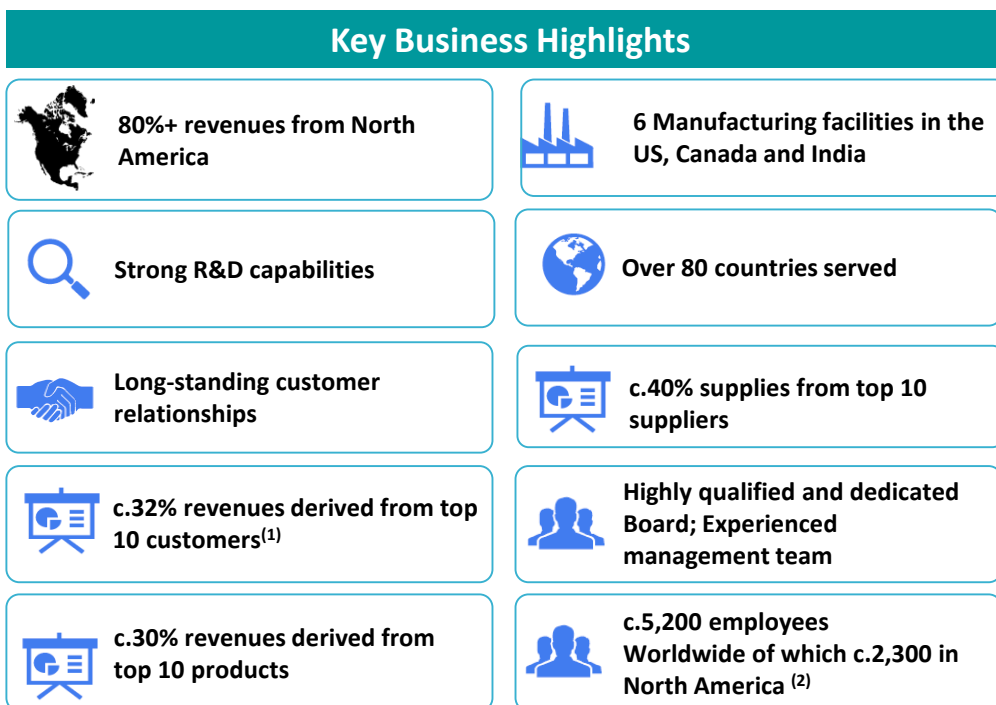 Key Business Highlights
80%+ revenues from North
America
6 Manufacturing facilities in the
US, Canada and India
Strong R&D capabilities
Over 80 countries served
Long-standing customer
relationships
c.40% supplies from top 10
suppliers
c.32% revenues derived from top
10 customers(1)
Highly qualified and dedicated
Board; Experienced
management team
c.30% revenues derived from
top 10 products
c.5,200 employees
Worldwide of which c.2,300 in
North America (2)